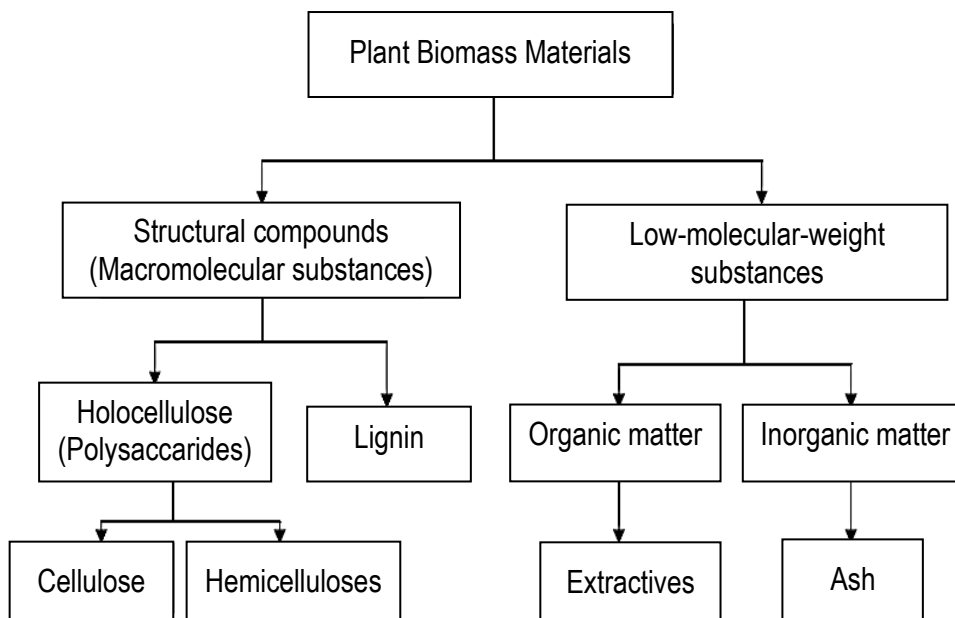 Plant Biomass Materials
Structural compounds
(Macromolecular substances)
Low-molecular-weight
substances
Holocellulose
(Polysaccarides)
Lignin
Organic matter
Inorganic matter
Cellulose
Hemicelluloses
Extractives
Ash